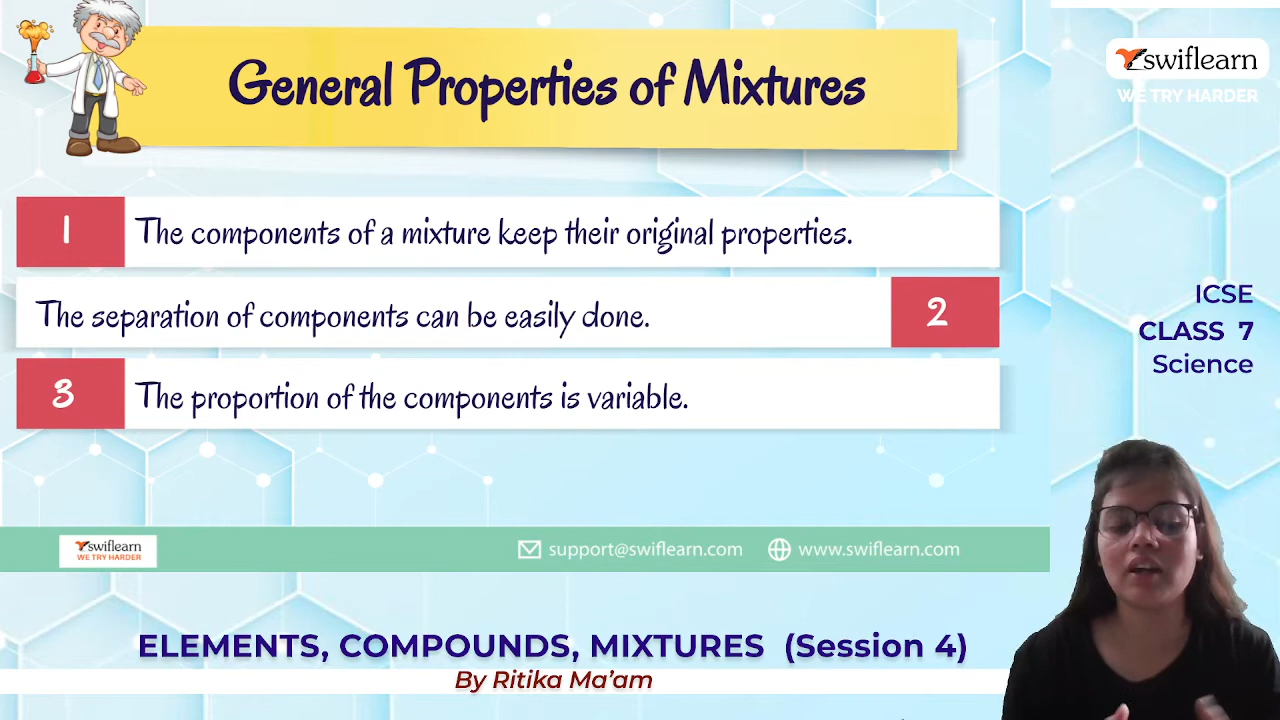 General Properties of Mixtures
swiflearn
WE TRY HARDER
1
The components of a mixture keep their original properties.
The separation of components can be easily done.
2
3
The proportion of the components is variable.
ICSE
CLASS 7
Science
swiflearn
WE TRY HARDER
support@swiflearn.com
www.swiflearn.com
ELEMENTS, COMPOUNDS, MIXTURES (Session 4)
By Ritika Ma'am